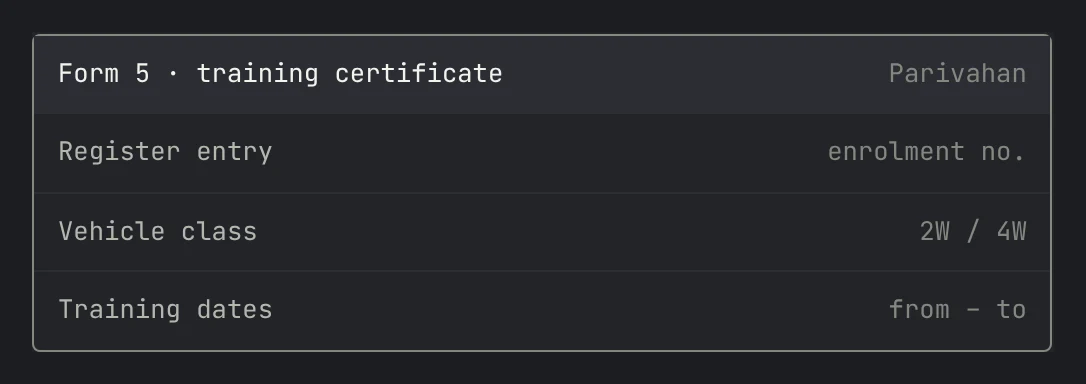 Form 5 · training certificate Parivahan
Register entry enrolment no.
Vehicle class 2W / 4W
Training dates from – to